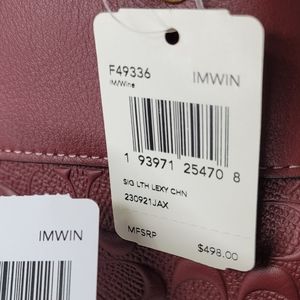 F49336 IMWIN
IM/Wine
1 93971 25470 8
SIG LTH LEXY CHN
230921JAX
MFSRP $498.00
IMWIN